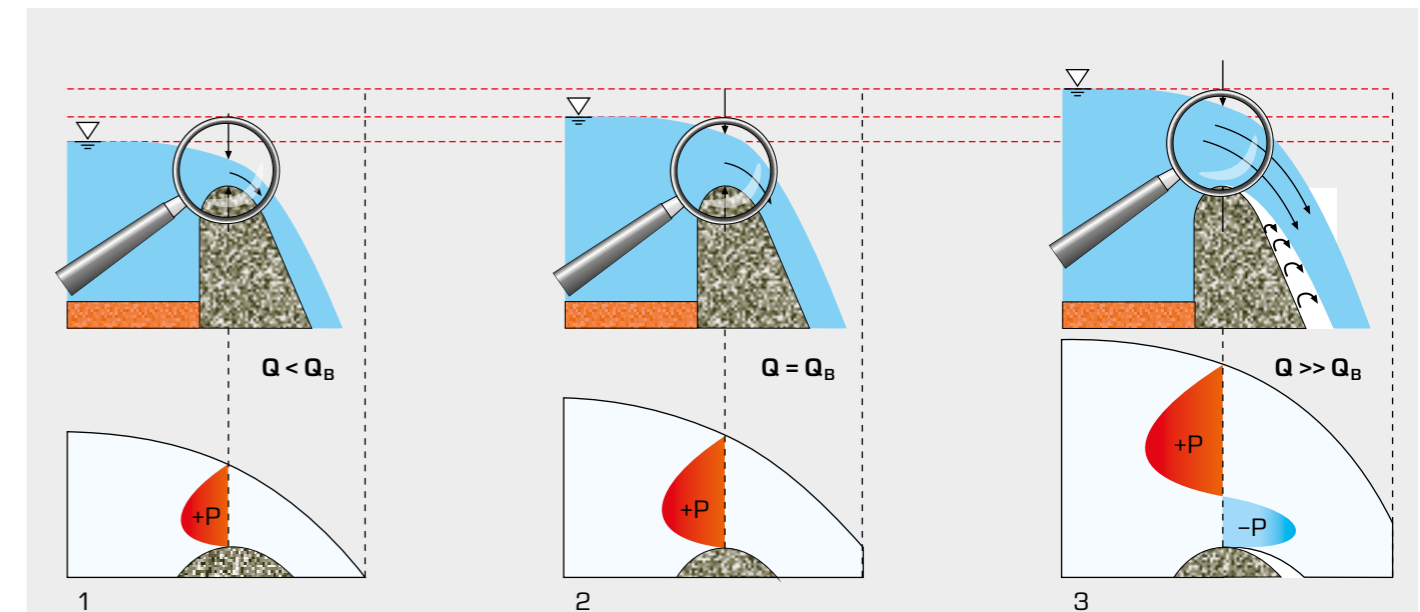 Q < QB
Q = QB
Q >> QB
+P
+P
+P
−P
1
2
3